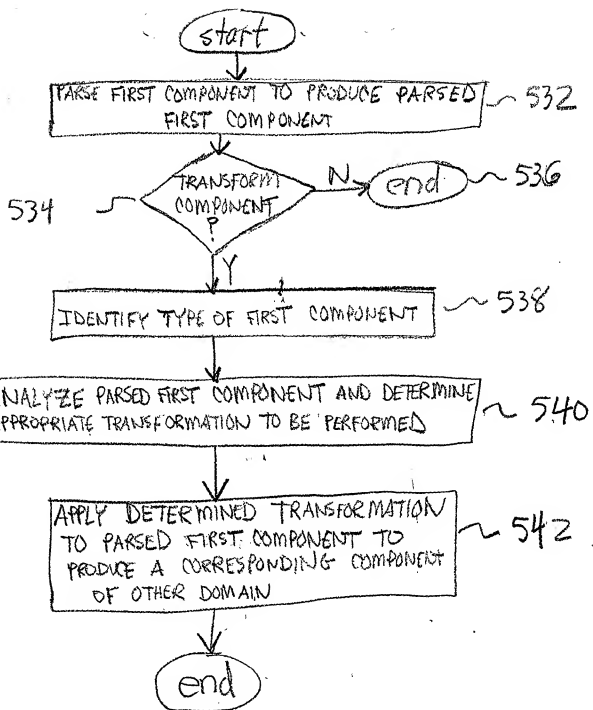 start
PARSE FIRST COMPONENT TO PRODUCE PARSED
FIRST COMPONENT
532
534
TRANSFORM
COMPONENT
?
N
end
536
Y
IDENTIFY TYPE OF FIRST COMPONENT
538
NALYZE PARSED FIRST COMPONENT AND DETERMINE
PPROPRIATE TRANSFORMATION TO BE PERFORMED
540
APPLY DETERMINED TRANSFORMATION
TO PARSED FIRST COMPONENT TO
PRODUCE A CORRESPONDING COMPONENT
OF OTHER DOMAIN
542
end